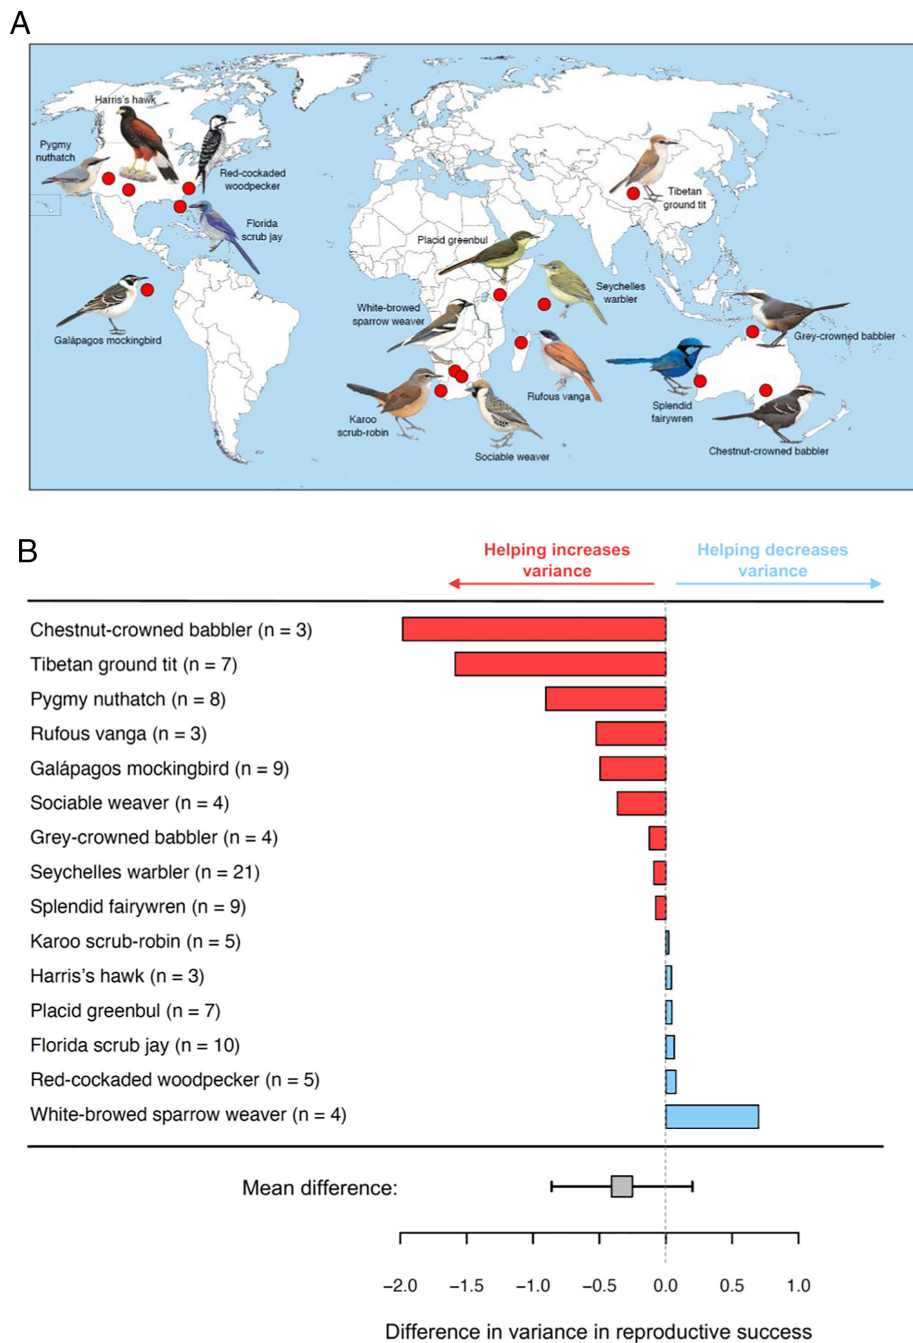 A
Harris's hawk
Pygmy
nuthatch
Red-cockaded
woodpecker
Florida
scrub jay
Galápagos mockingbird
Tibetan
ground tit
Placid greenbul
Seychelles
warbler
White-browed
sparrow weaver
Grey-crowned babbler
Rufous vanga
Karoo
scrub-robin
Sociable weaver
Splendid
fairywren
Chestnut-crowned babbler
B
Helping increases
variance
Helping decreases
variance
Chestnut-crowned babbler (n = 3)
Tibetan ground tit (n = 7)
Pygmy nuthatch (n = 8)
Rufous vanga (n = 3)
Galápagos mockingbird (n = 9)
Sociable weaver (n = 4)
Grey-crowned babbler (n = 4)
Seychelles warbler (n = 21)
Splendid fairywren (n = 9)
Karoo scrub-robin (n = 5)
Harris's hawk (n = 3)
Placid greenbul (n = 7)
Florida scrub jay (n = 10)
Red-cockaded woodpecker (n = 5)
White-browed sparrow weaver (n = 4)
Mean difference:
−2.0 −1.5 −1.0 −0.5 0.0 0.5 1.0
Difference in variance in reproductive success